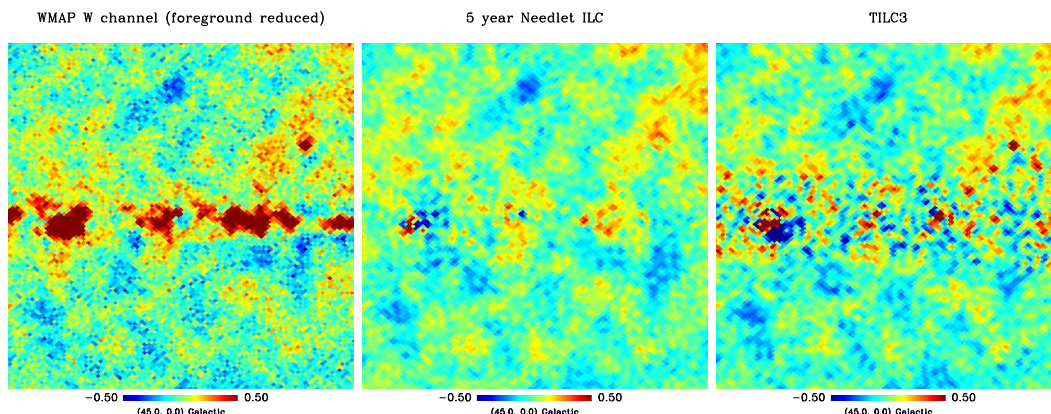 WMAP W channel (foreground reduced)
5 year Needlet ILC
TILC3
−0.50 0.50
(45.0, 0.0) Galactic
−0.50 0.50
(45.0, 0.0) Galactic
−0.50 0.50
(45.0, 0.0) Galactic